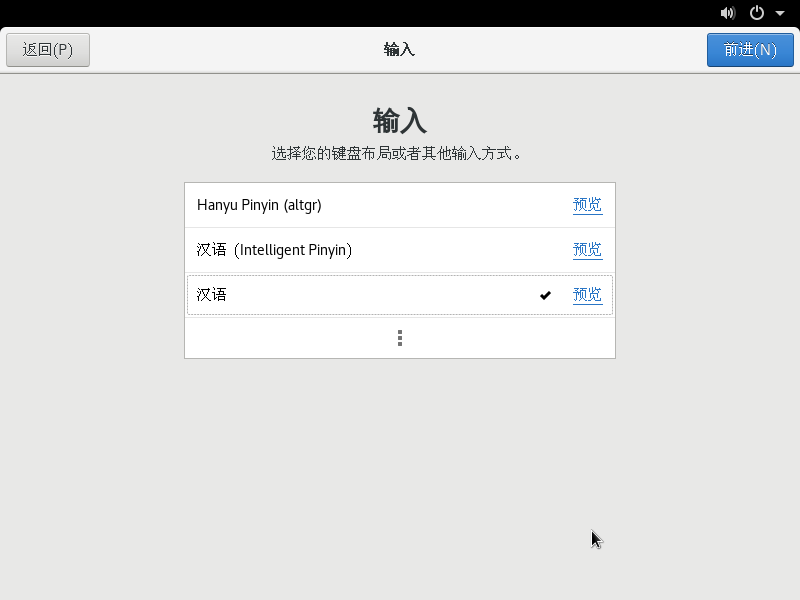 返回(P)
输入
前进(N)
输入
选择您的键盘布局或者其他输入方式。
Hanyu Pinyin (altgr)
预览
汉语（Intelligent Pinyin）
预览
汉语
预览